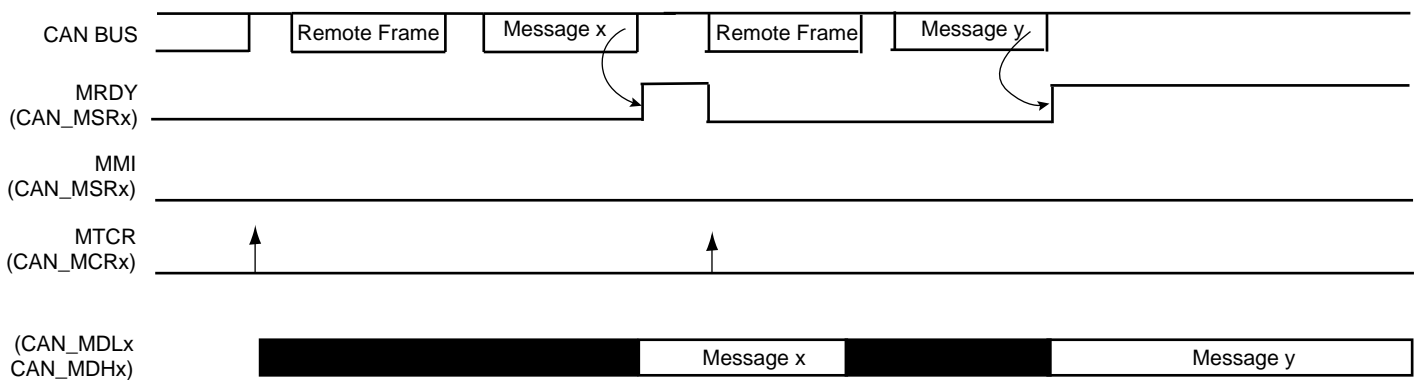 CAN BUS
Remote Frame
Message x
Remote Frame
Message y
MRDY
(CAN_MSRx)
MMI
(CAN_MSRx)
MTCR
(CAN_MCRx)
(CAN_MDLx
CAN_MDHx)
Message x
Message y